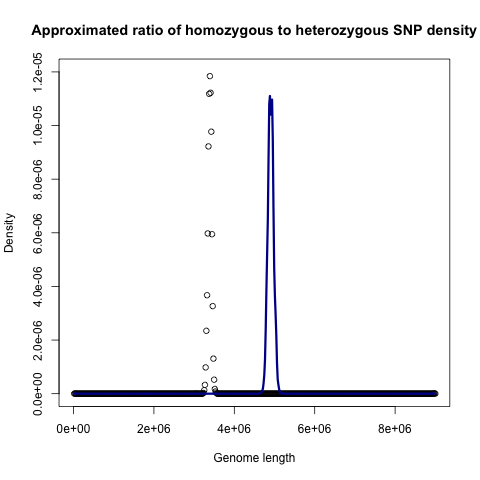 Approximated ratio of homozygous to heterozygous SNP density
Density
1.2e-05
1.0e-05
8.0e-06
6.0e-06
4.0e-06
2.0e-06
0.0e+00
0e+00 2e+06 4e+06 6e+06 8e+06
Genome length